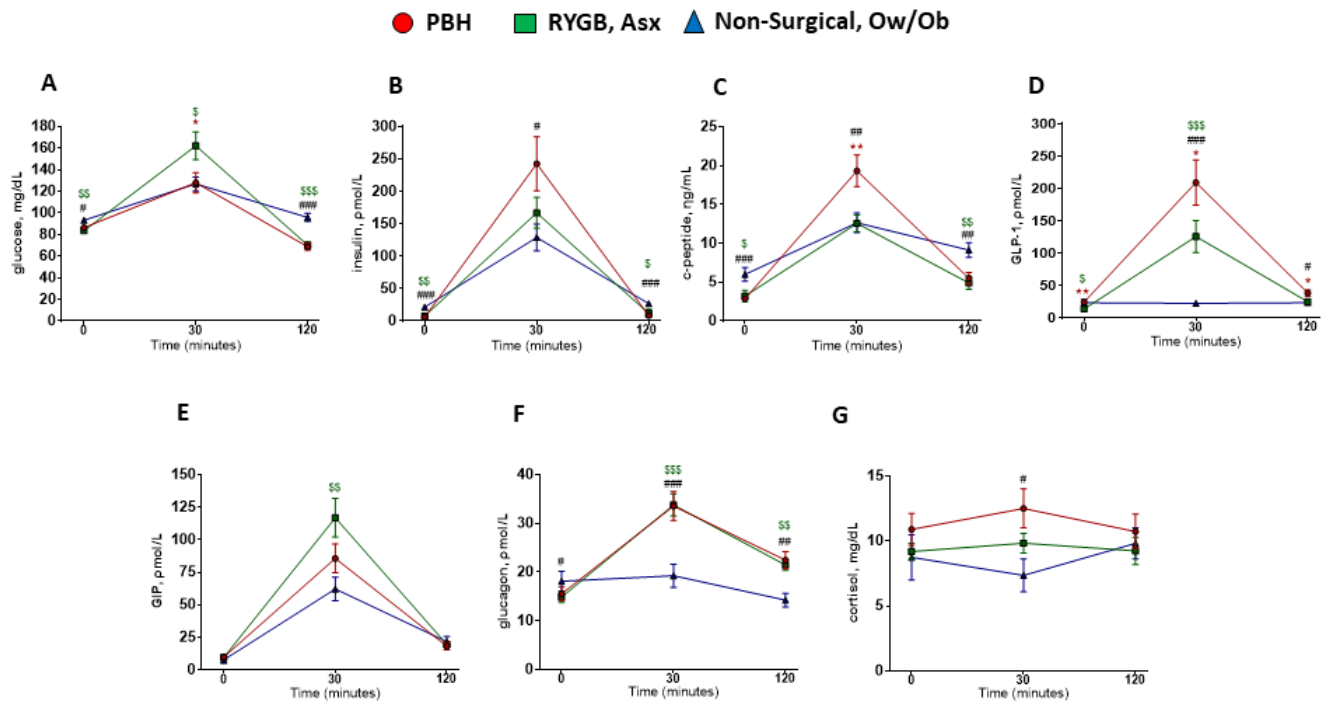 PBH RYGB, Asx Non-Surgical, Ow/Ob
A
glucose, mg/dL
180
160
140
120
100
80
60
40
20
0
$$
#
$
*
$$$
###
0 30 120
Time (minutes)
B
insulin, ρmol/L
300
250
200
150
100
50
0
$$
###
#
$
###
0 30 120
Time (minutes)
C
c-peptide, ηg/mL
25
20
15
10
5
0
$
###
##
**
$$
##
0 30 120
Time (minutes)
D
GLP-1, ρmol/L
300
250
200
150
100
50
0
$
**
$$$
###
*
#
*
0 30 120
Time (minutes)
E
GIP, ρmol/L
150
125
100
75
50
25
0
$$
0 30 120
Time (minutes)
F
glucagon, ρmol/L
40
30
20
10
0
#
$$$
###
$$
##
0 30 120
Time (minutes)
G
cortisol, mg/dL
15
10
5
0
#
0 30 120
Time (minutes)